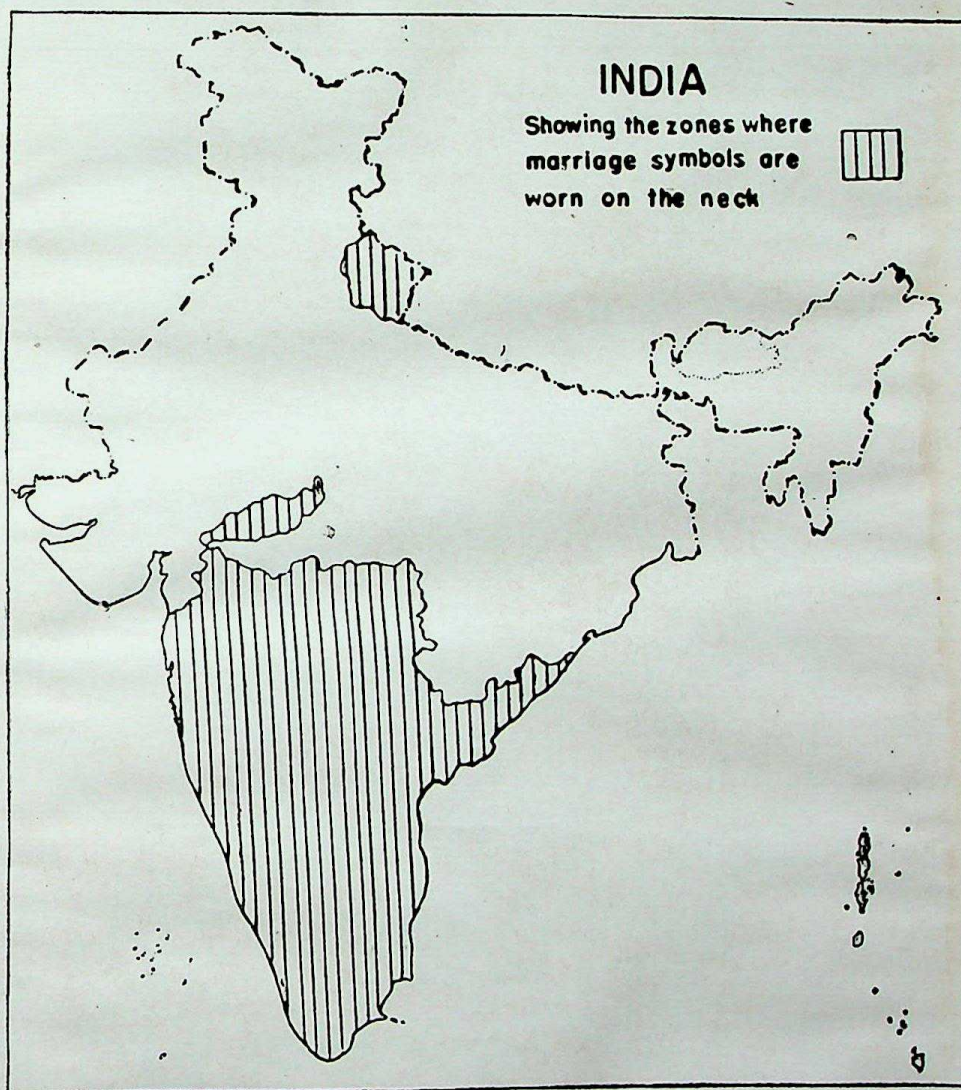 INDIA
Showing the zones where
marriage symbols are
worn on the neck